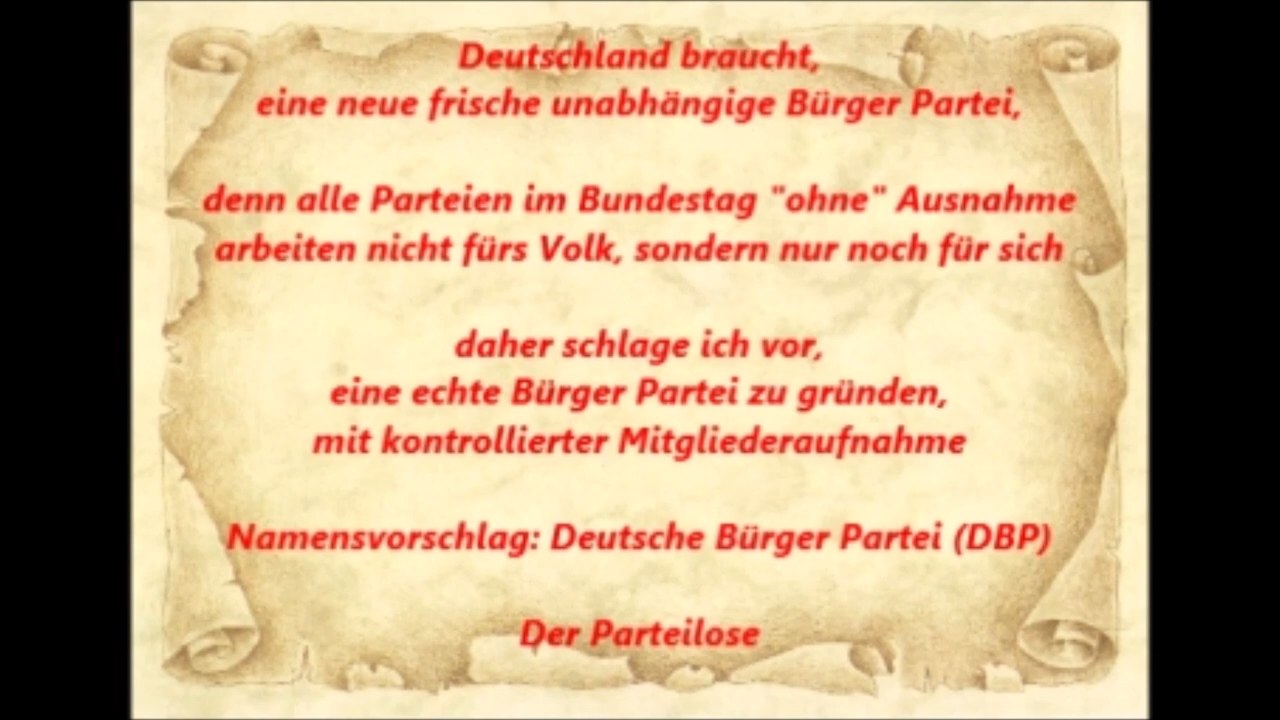 Deutschland braucht,
eine neue frische unabhängige Bürger Partei,
denn alle Parteien im Bundestag "ohne" Ausnahme
arbeiten nicht fürs Volk, sondern nur noch für sich
daher schlage ich vor,
eine echte Bürger Partei zu gründen,
mit kontrollierter Mitgliederaufnahme
Namensvorschlag: Deutsche Bürger Partei (DBP)
Der Parteilose